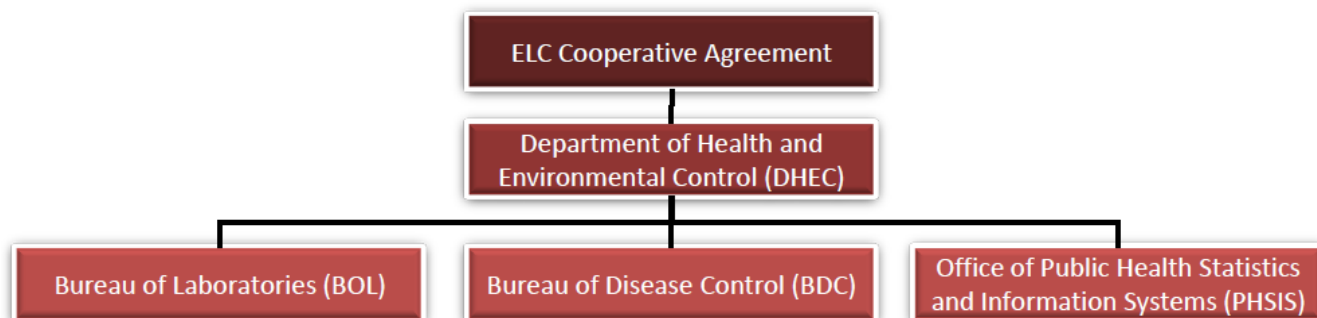 ELC Cooperative Agreement
Department of Health and
Environmental Control (DHEC)
Bureau of Laboratories (BOL)
Bureau of Disease Control (BDC)
Office of Public Health Statistics
and Information Systems (PHSIS)